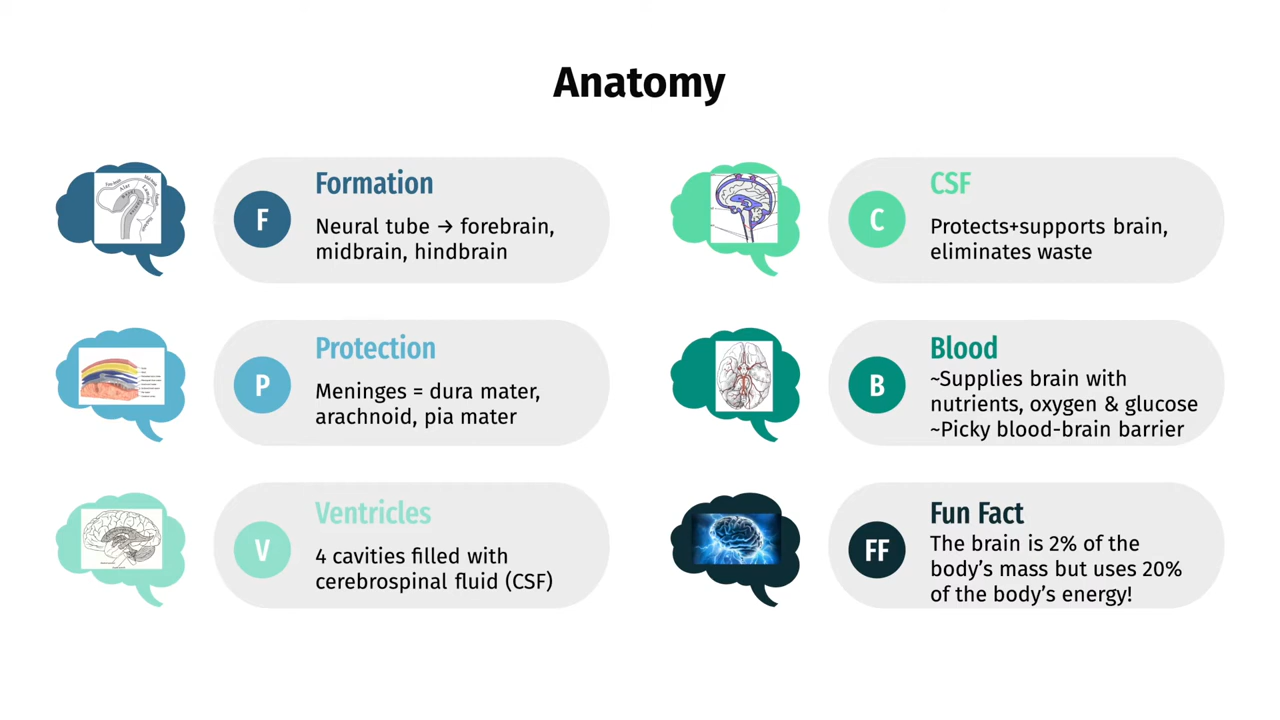 Anatomy
F
Formation
Neural tube → forebrain,
midbrain, hindbrain
P
Protection
Meninges = dura mater,
arachnoid, pia mater
V
Ventricles
4 cavities filled with
cerebrospinal fluid (CSF)
C
CSF
Protects+supports brain,
eliminates waste
B
Blood
~Supplies brain with
nutrients, oxygen & glucose
~Picky blood-brain barrier
FF
Fun Fact
The brain is 2% of the
body’s mass but uses 20%
of the body’s energy!